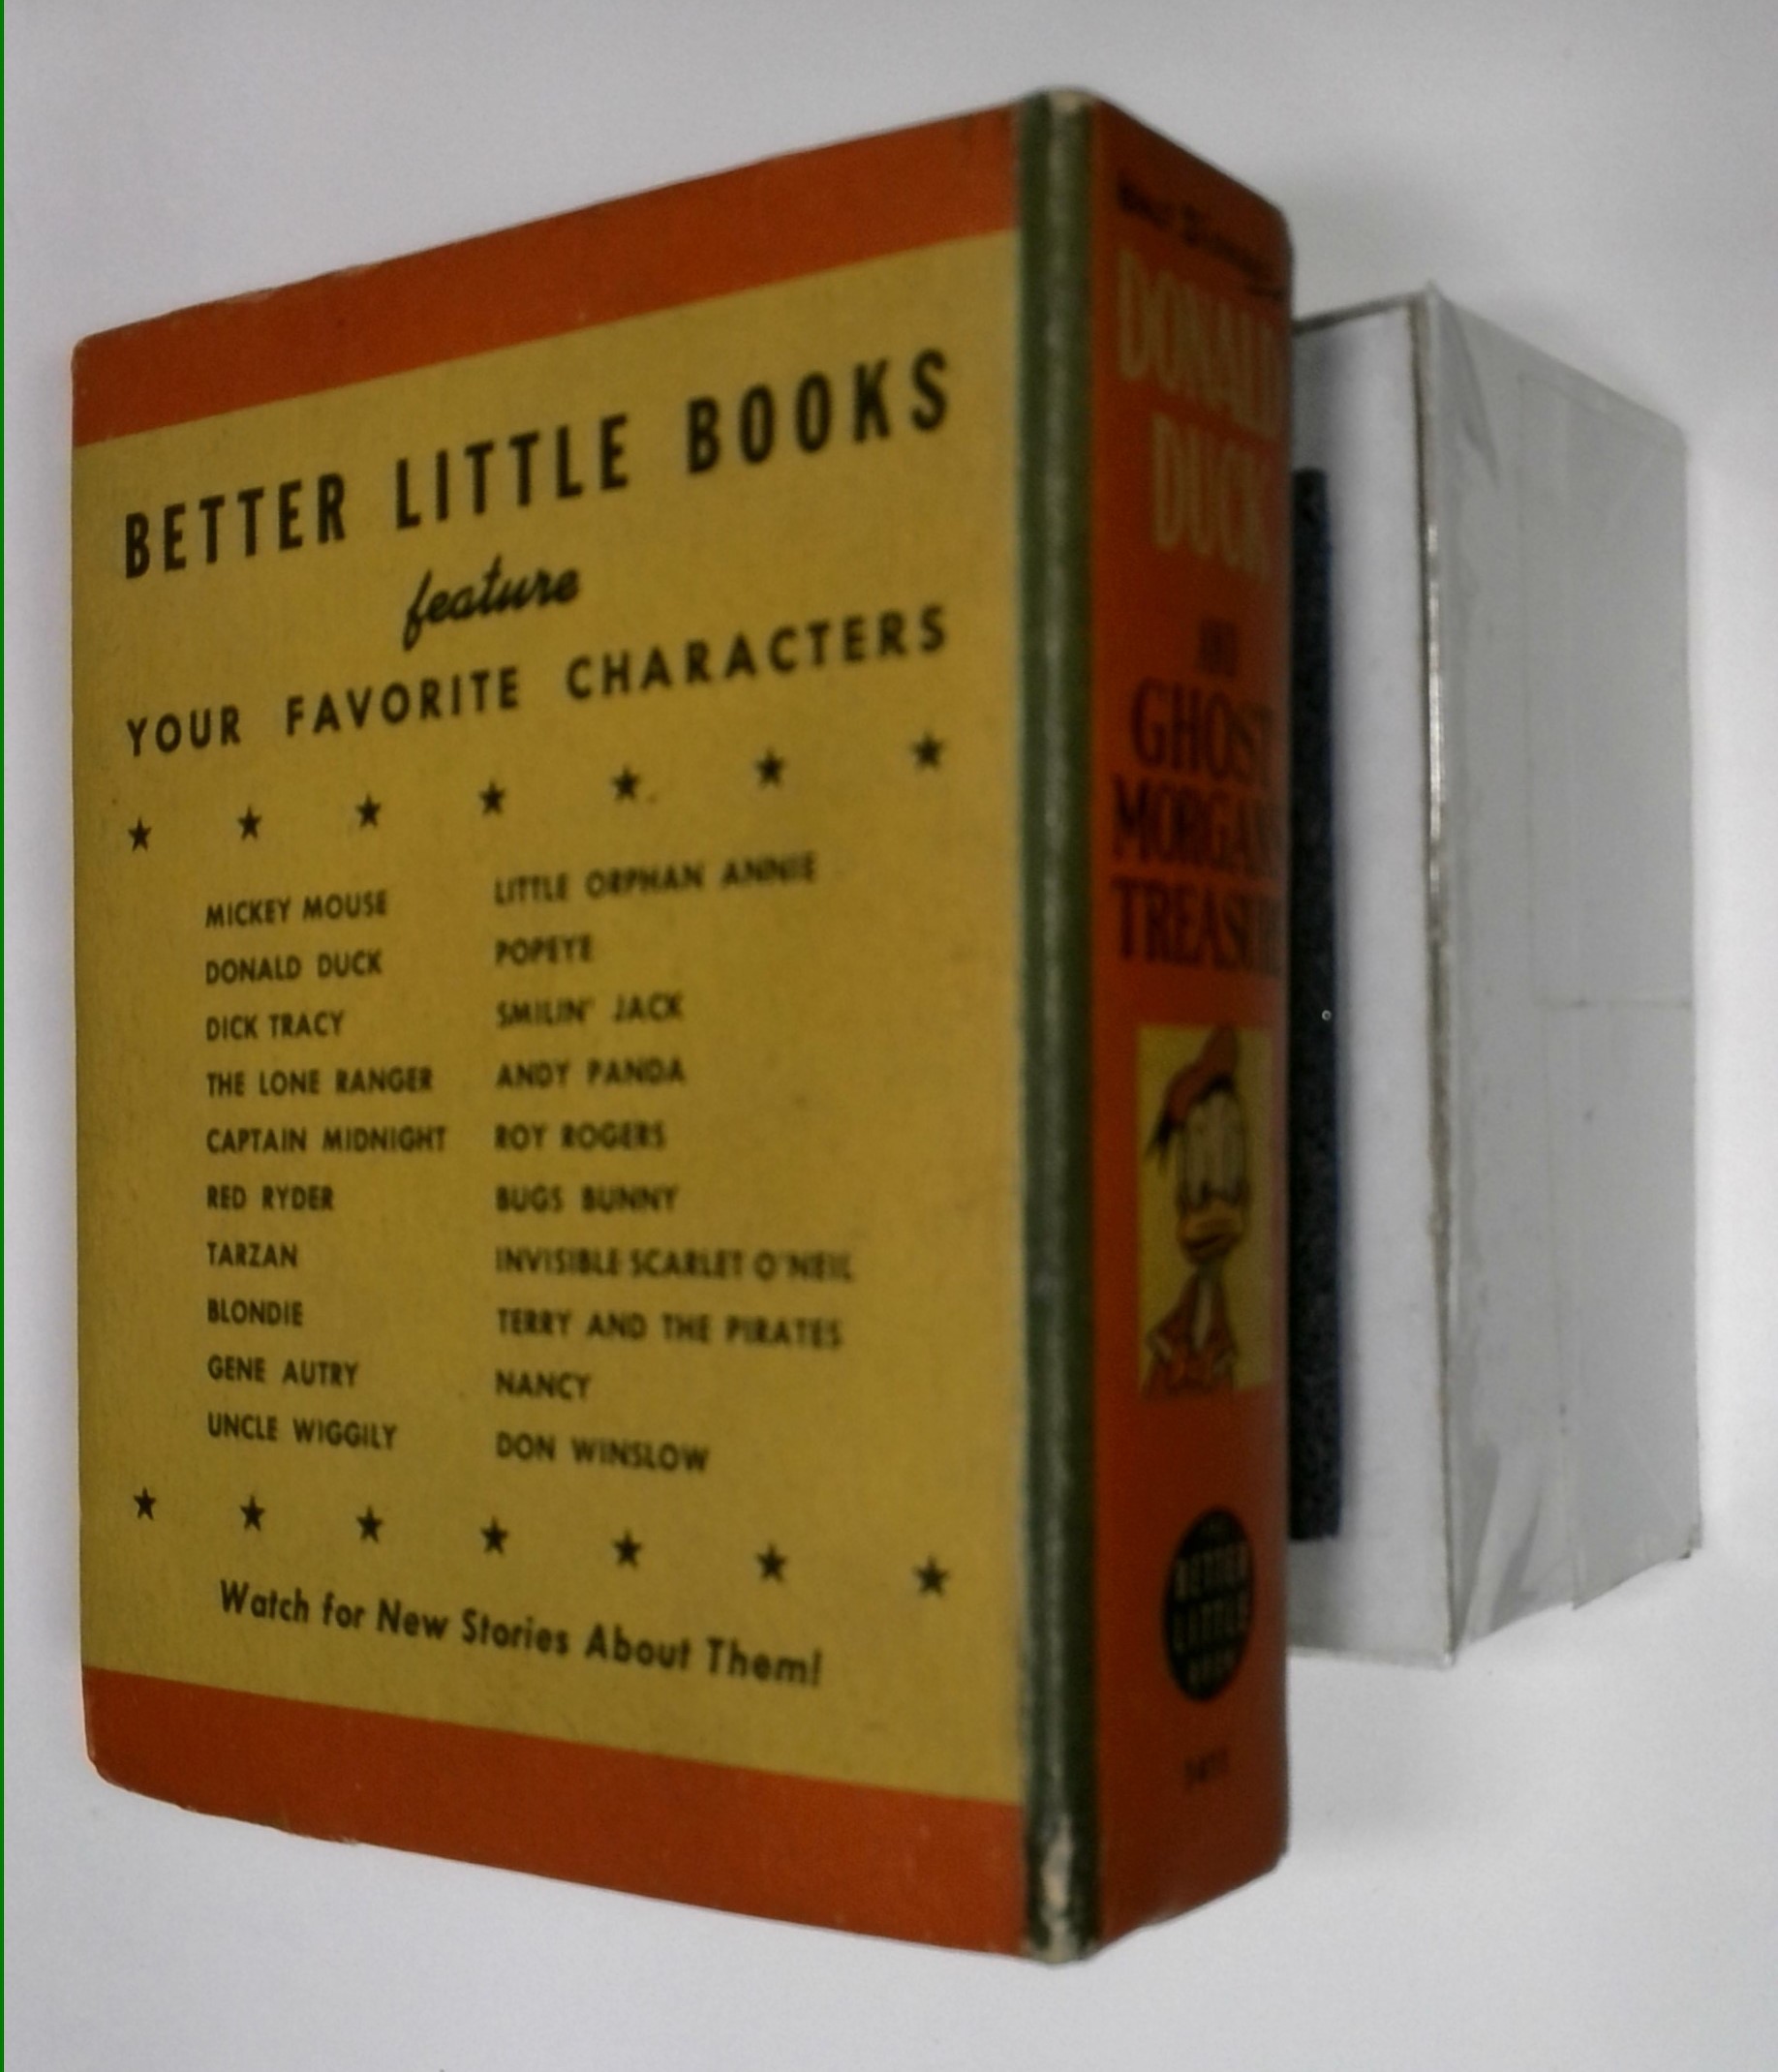 BETTER LITTLE BOOKS
feature
YOUR FAVORITE CHARACTERS
MICKEY MOUSE
DONALD DUCK
DICK TRACY
THE LONE RANGER
CAPTAIN MIDNIGHT
RED RYDER
TARZAN
BLONDIE
GENE AUTRY
UNCLE WIGGILY
LITTLE ORPHAN ANNIE
POPEYE
SMILIN' JACK
ANDY PANDA
ROY ROGERS
BUGS BUNNY
INVISIBLE SCARLET O'NEIL
TERRY AND THE PIRATES
NANCY
DON WINSLOW
Watch for New Stories About Them!
Walt Disney's
DONALD
DUCK
AND
GHOST
MORGAN'S
TREASURE
BETTER
LITTLE